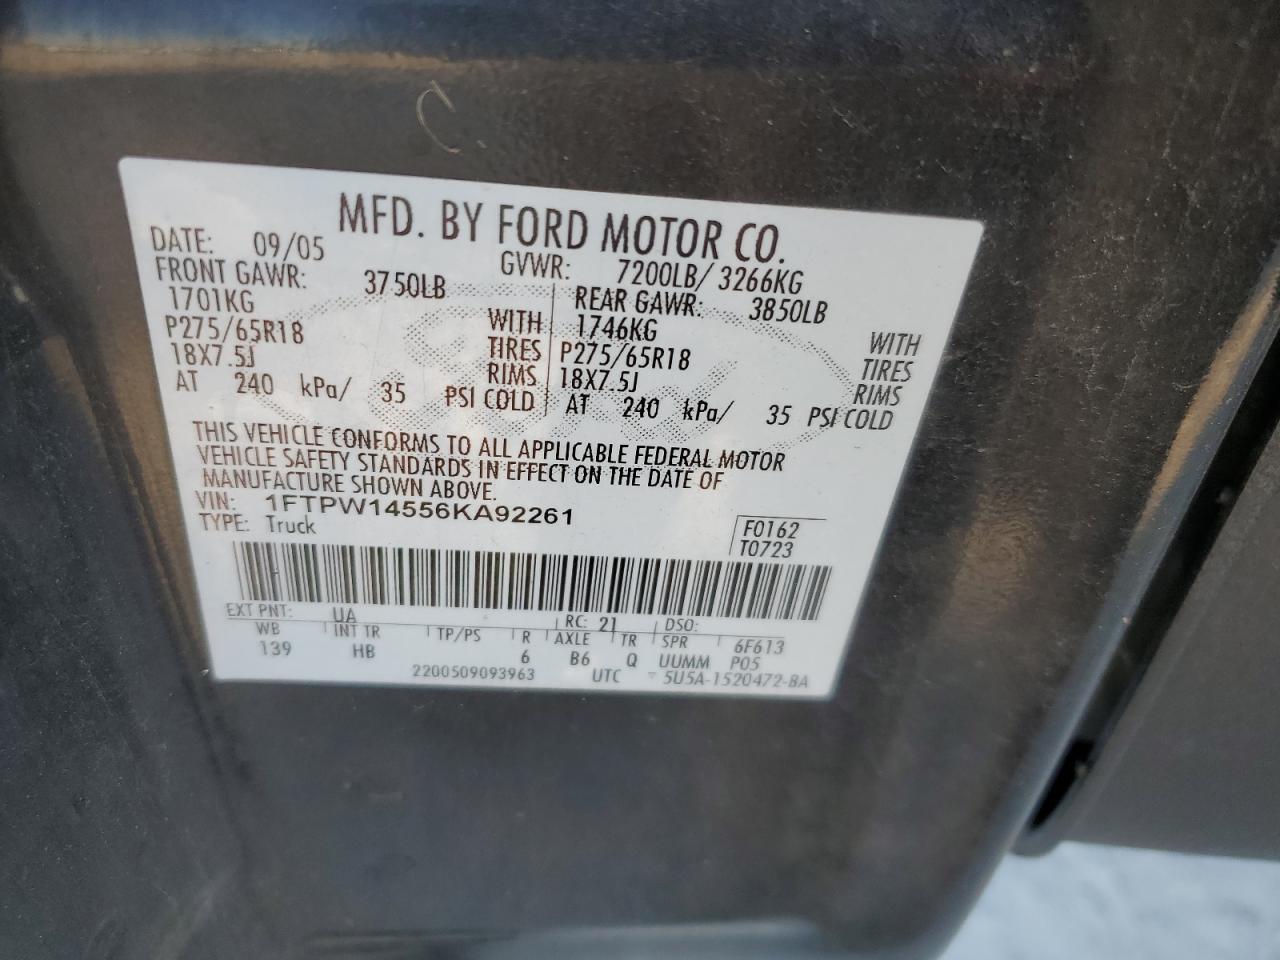 MFD. BY FORD MOTOR CO.
DATE: 09/05 GVWR: 7200LB/ 3266KG
FRONT GAWR: 3750LB REAR GAWR: 3850LB
1701KG WITH 1746KG WITH
P275/65R18 TIRES P275/65R18 TIRES
18X7.5J RIMS 18X7.5J RIMS
AT 240 kPa/ 35 PSI COLD AT 240 kPa/ 35 PSI COLD
THIS VEHICLE CONFORMS TO ALL APPLICABLE FEDERAL MOTOR
VEHICLE SAFETY STANDARDS IN EFFECT ON THE DATE OF
MANUFACTURE SHOWN ABOVE.
VIN: 1FTPW14556KA92261
TYPE: Truck
F0162
T0723
EXT PNT: UA RC: 21 DSO:
WB INT TR TP/PS R AXLE TR SPR 6F613
139 HB 6 B6 Q UUMM P05
2200509093963 UTC 5U5A-1520472-BA